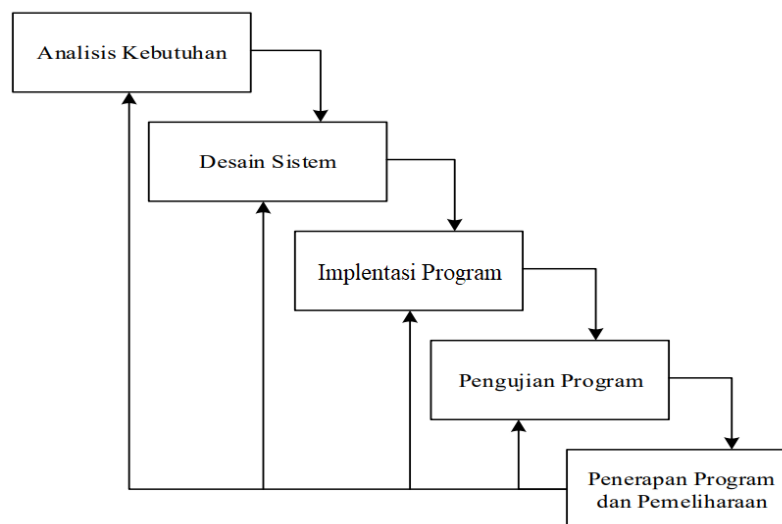 Analisis Kebutuhan
Desain Sistem
Implentasi Program
Pengujian Program
Penerapan Program
dan Pemeliharaan